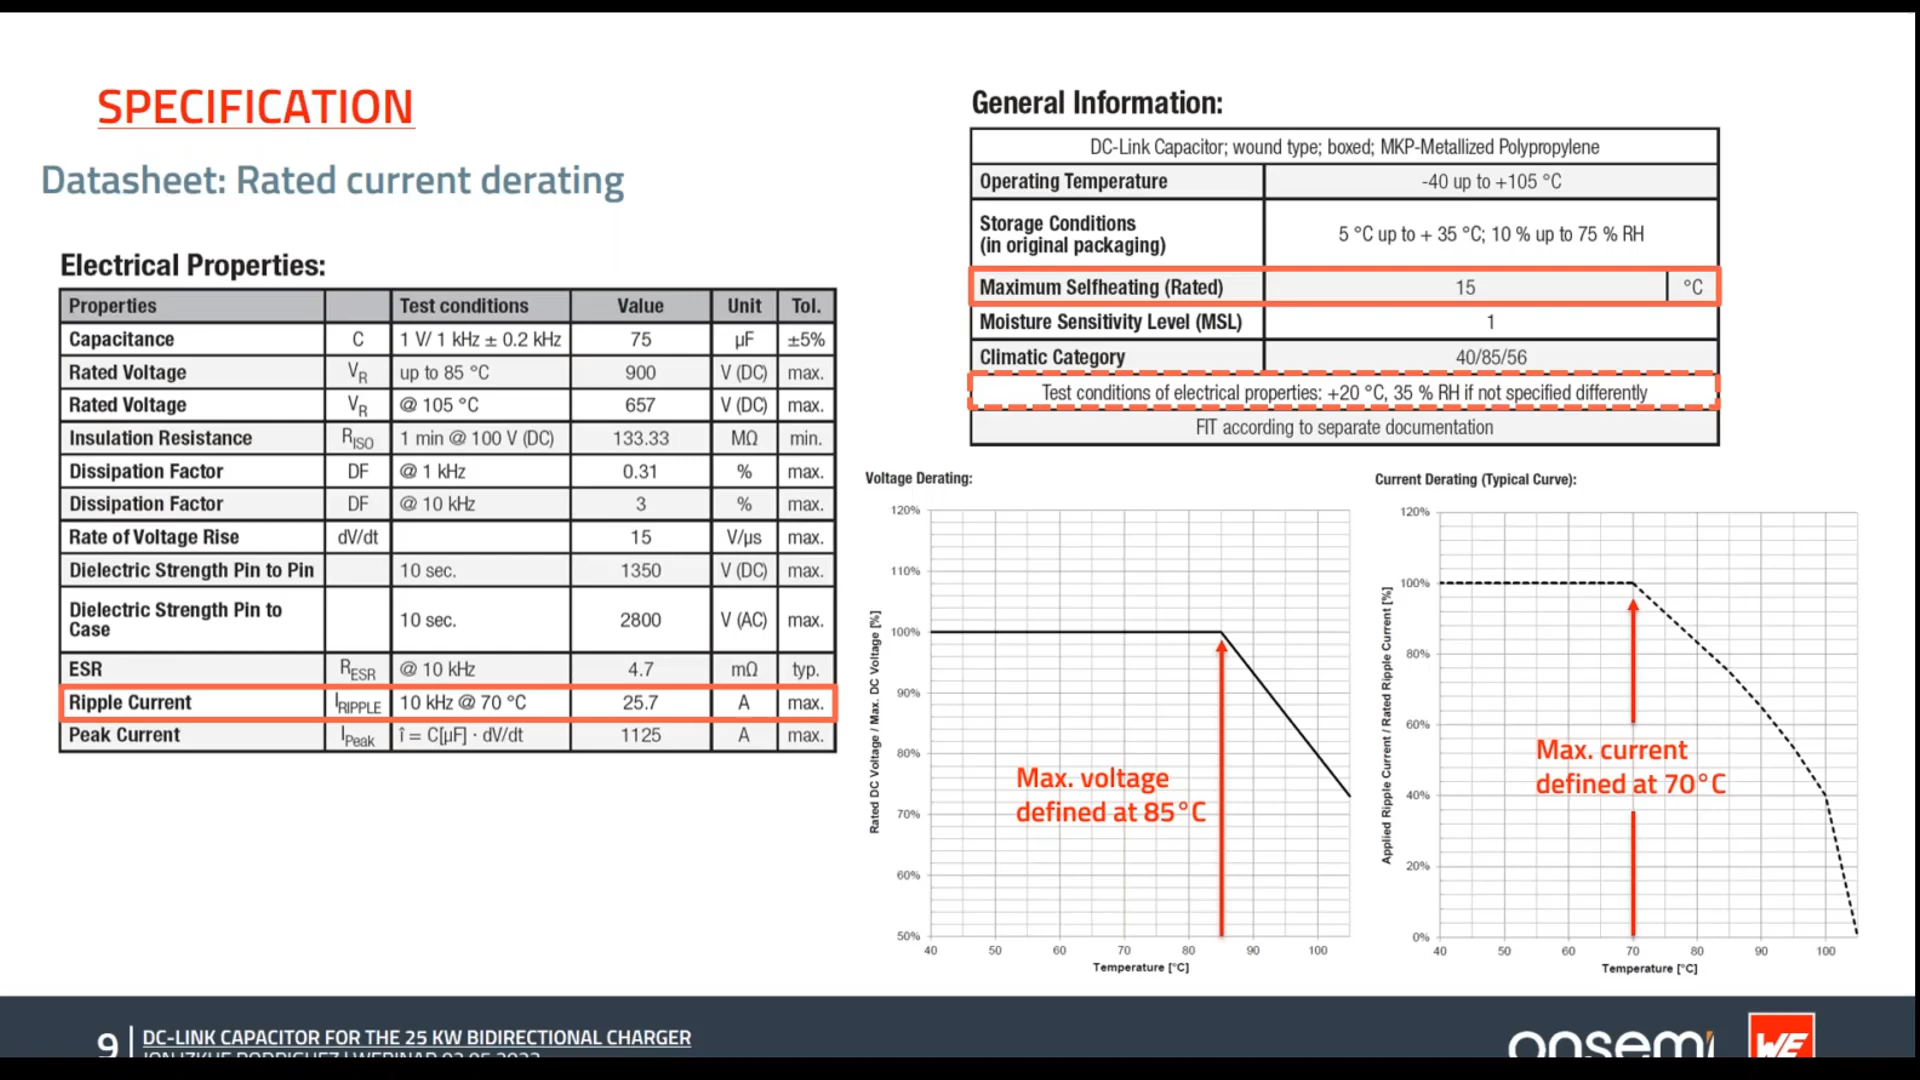 SPECIFICATION
Datasheet: Rated current derating
Electrical Properties:
Properties Test conditions Value Unit Tol.
Capacitance C 1 V/ 1 kHz ± 0.2 kHz 75 µF ±5%
Rated Voltage VR up to 85 °C 900 V (DC) max.
Rated Voltage VR @ 105 °C 657 V (DC) max.
Insulation Resistance RISO 1 min @ 100 V (DC) 133.33 MΩ min.
Dissipation Factor DF @ 1 kHz 0.31 % max.
Dissipation Factor DF @ 10 kHz 3 % max.
Rate of Voltage Rise dV/dt 15 V/µs max.
Dielectric Strength Pin to Pin 10 sec. 1350 V (DC) max.
Dielectric Strength Pin to
Case 10 sec. 2800 V (AC) max.
ESR RESR @ 10 kHz 4.7 mΩ typ.
Ripple Current IRIPPLE 10 kHz @ 70 °C 25.7 A max.
Peak Current IPeak î = C[µF] · dV/dt 1125 A max.
General Information:
DC-Link Capacitor; wound type; boxed; MKP-Metallized Polypropylene
Operating Temperature -40 up to +105 °C
Storage Conditions
(in original packaging) 5 °C up to + 35 °C; 10 % up to 75 % RH
Maximum Selfheating (Rated) 15 °C
Moisture Sensitivity Level (MSL) 1
Climatic Category 40/85/56
Test conditions of electrical properties: +20 °C, 35 % RH if not specified differently
FIT according to separate documentation
Voltage Derating:
Rated DC Voltage / Max. DC Voltage [%]
120%
110%
100%
90%
80%
70%
60%
50%
40 50 60 70 80 90 100
Temperature [°C]
Max. voltage
defined at 85°C
Current Derating (Typical Curve):
Applied Ripple Current / Rated Ripple Current [%]
120%
100%
80%
60%
40%
20%
0%
40 50 60 70 80 90 100
Temperature [°C]
Max. current
defined at 70°C
9 DC-LINK CAPACITOR FOR THE 25 KW BIDIRECTIONAL CHARGER
JON IZKUE RODRIGUEZ | WEBINAR 02.05.2023
onsemi
WE